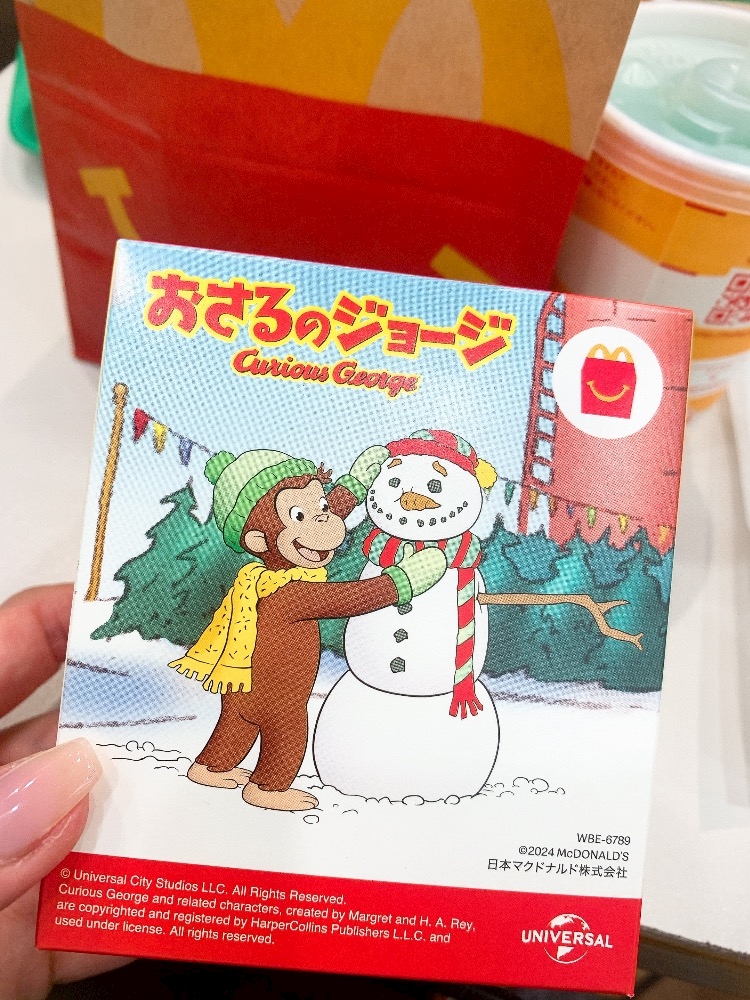 おさるのジョージ
Curious George
WBE-6789
©2024 McDONALD'S
日本マクドナルド株式会社
© Universal City Studios LLC. All Rights Reserved.
Curious George and related characters, created by Margret and H. A. Rey,
are copyrighted and registered by HarperCollins Publishers L.L.C. and
used under license. All rights reserved.
UNIVERSAL